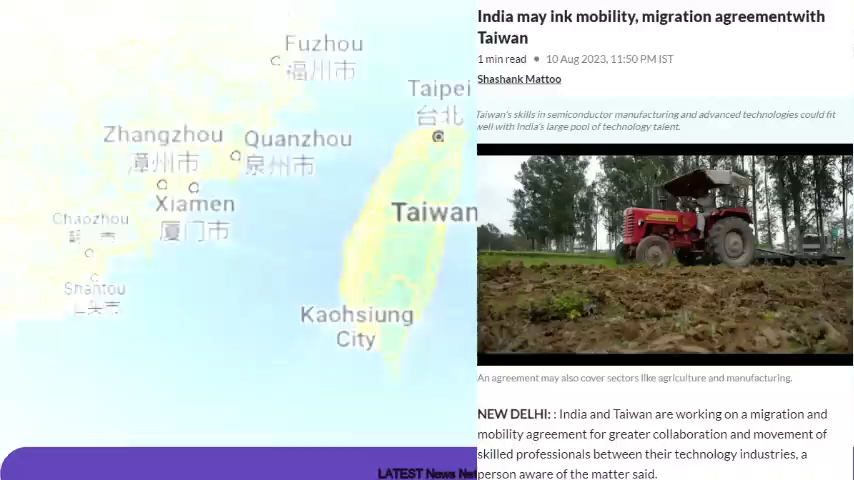 Fuzhou
福州市
Taipei
台北
Zhangzhou
漳州市
Quanzhou
泉州市
Xiamen
厦门市
Chaozhou
市
Shantou
汕头市
Taiwan
Kaohsiung
City
LATEST News Net
India may ink mobility, migration agreementwith
Taiwan
1 min read • 10 Aug 2023, 11:50 PM IST
Shashank Mattoo
Taiwan's skills in semiconductor manufacturing and advanced technologies could fit
well with India's large pool of technology talent.
An agreement may also cover sectors like agriculture and manufacturing.
NEW DELHI: : India and Taiwan are working on a migration and
mobility agreement for greater collaboration and movement of
skilled professionals between their technology industries, a
person aware of the matter said.